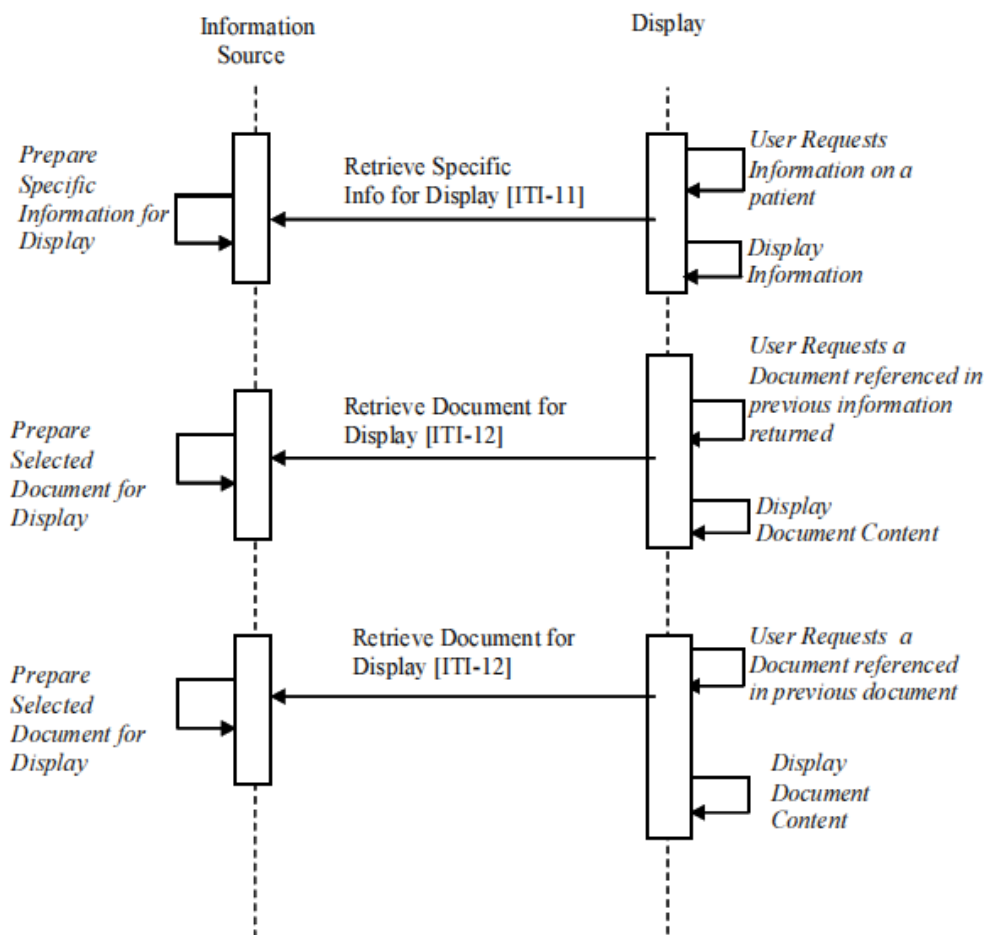 Information
Source
Display
Prepare
Specific
Information for
Display
Retrieve Specific
Info for Display [ITI-11]
User Requests
Information on a
patient
Display
Information
Prepare
Selected
Document for
Display
Retrieve Document for
Display [ITI-12]
User Requests a
Document referenced in
previous information
returned
Display
Document Content
Prepare
Selected
Document for
Display
Retrieve Document for
Display [ITI-12]
User Requests a
Document referenced
in previous document
Display
Document
Content